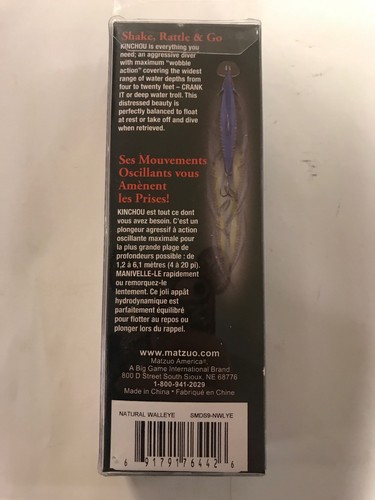 Shake, Rattle & Go
KINCHOU is everything you
need; an aggressive diver
with maximum "webble
action" covering the widest
range of water depths from
four to twenty feet – CRANK
IT or deep water troll. This
distressed beauty is
perfectly balanced to float
at rest or take off and dive
when retrieved.
Ses Mouvements
Oscillants vous
Amènent
les Prises!
KINCHOU est tout ce dont
vous avez besoin. C'est un
plongeur agressif à action
oscillante maximale pour
la plus grande plage de
profondeurs possible : de
1,2 à 6,1 mètres (4 à 20 pi).
MANIVELLE-LE rapidement
ou remorquez-le
lentement. Ce joli appât
hydrodynamique est
parfaitement équilibré
pour flotter au repos ou
plonger lors du rappel.
www.matzuo.com
Matzuo America®,
A Big Game International Brand
800 D Street South Sioux, NE 68776
1-800-941-2029
Made in China • Fabriqué en Chine
NATURAL WALLEYE SMDS9-NWLYE
6 91791 76442 6